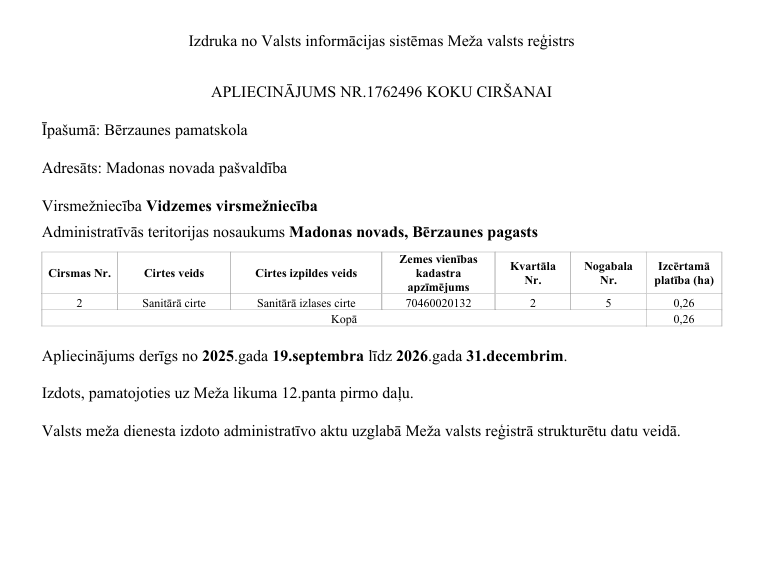 Izdruka no Valsts informācijas sistēmas Meža valsts reģistrs
APLIECINĀJUMS NR.1762496 KOKU CIRŠANAI
Īpašumā: Bērzaunes pamatskola
Adresāts: Madonas novada pašvaldība
Virsmežniecība Vidzemes virsmežniecība
Administratīvās teritorijas nosaukums Madonas novads, Bērzaunes pagasts
Cirsmas Nr. Cirtes veids Cirtes izpildes veids Zemes vienības kadastra apzīmējums Kvartāla Nr. Nogabala Nr. Izcērtamā platība (ha)
2 Sanitārā cirte Sanitārā izlases cirte 70460020132 2 5 0,26
Kopā 0,26
Apliecinājums derīgs no 2025.gada 19.septembra līdz 2026.gada 31.decembrim.
Izdots, pamatojoties uz Meža likuma 12.panta pirmo daļu.
Valsts meža dienesta izdoto administratīvo aktu uzglabā Meža valsts reģistrā strukturētu datu veidā.